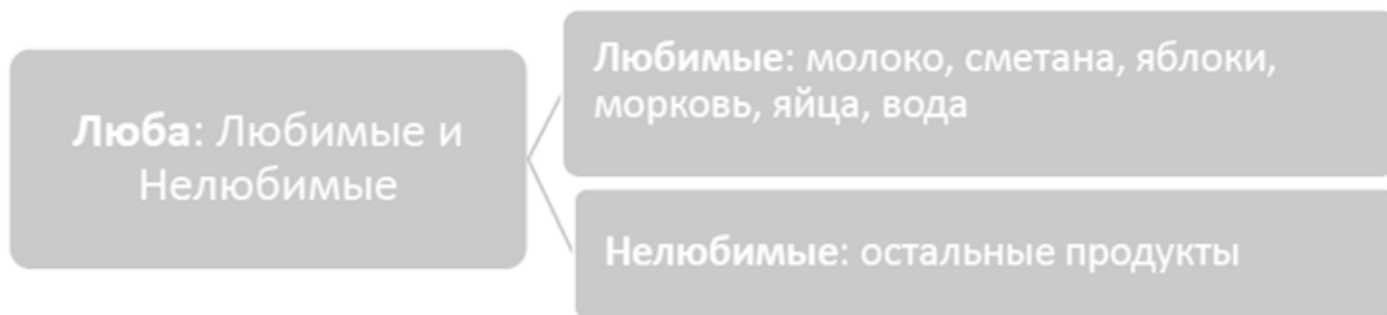 Люба: Любимые и
Нелюбимые
Любимые: молоко, сметана, яблоки,
морковь, яйца, вода
Нелюбимые: остальные продукты